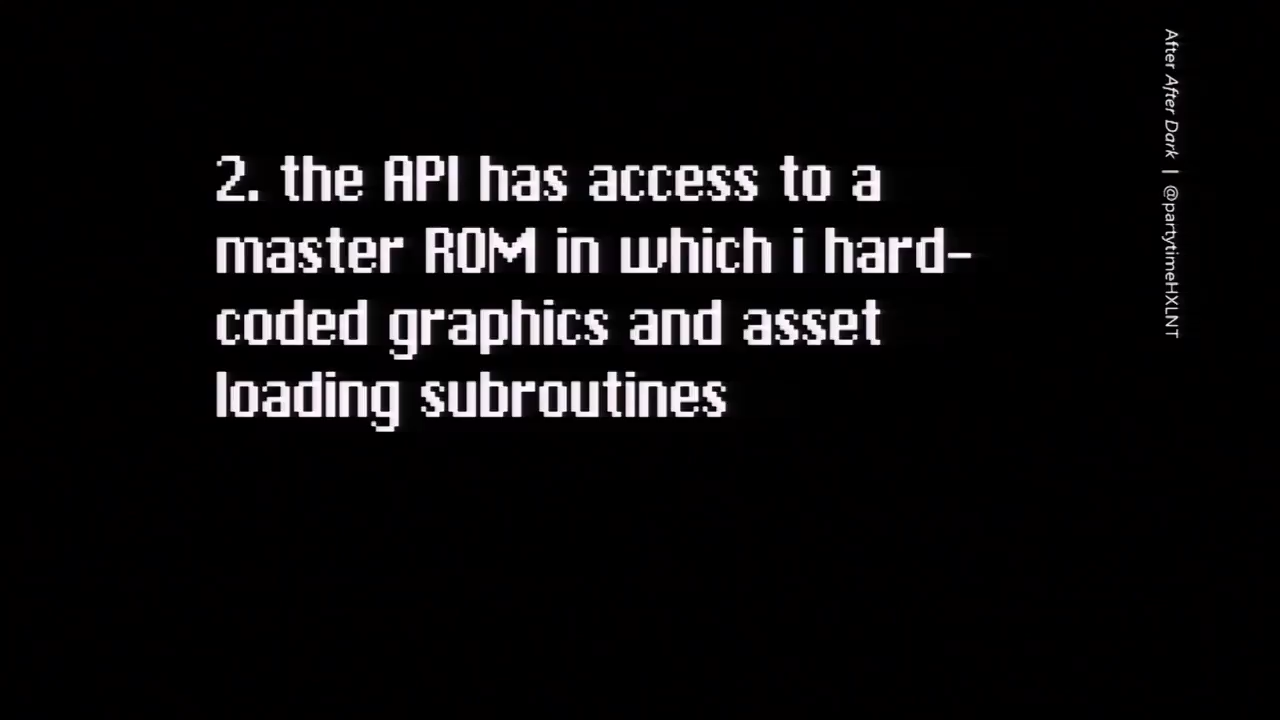 2. the API has access to a
master ROM in which i hard-
coded graphics and asset
loading subroutines
After After Dark | @partytimeHXLNT